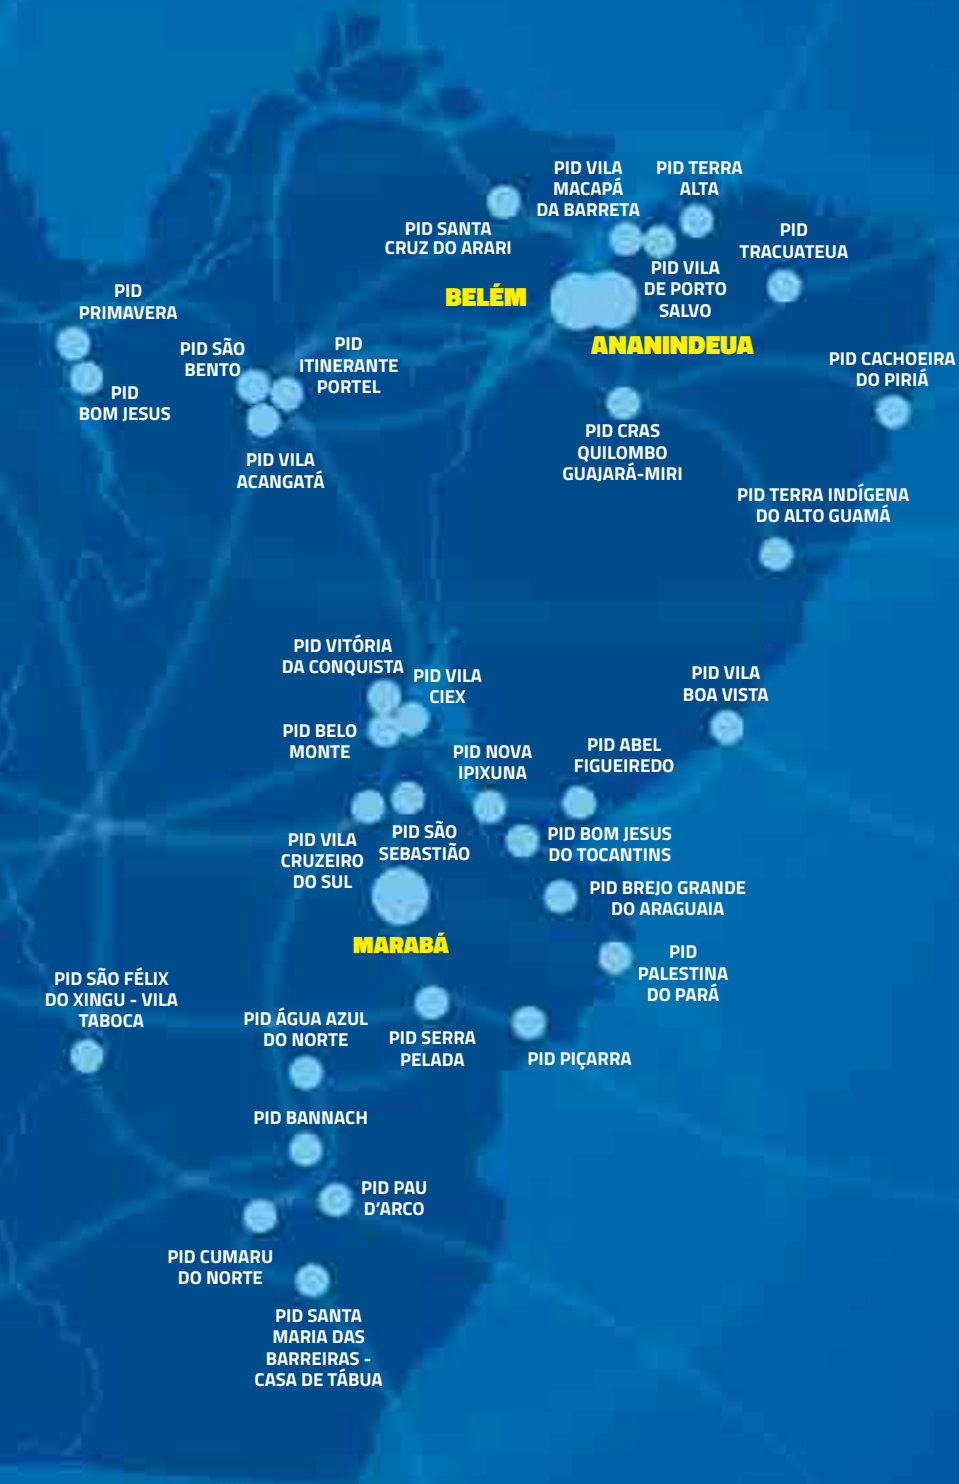 PID VILA
MACAPÁ
DA BARRETA
PID TERRA
ALTA
PID SANTA
CRUZ DO ARARI
PID
TRACUATEUA
PID VILA
DE PORTO
SALVO
BELÉM
ANANINDEUA
PID
PRIMAVERA
PID SÃO
BENTO
PID
ITINERANTE
PORTEL
PID CACHOEIRA
DO PIRIÁ
PID
BOM JESUS
PID VILA
ACANGATÁ
PID CRAS
QUILOMBO
GUAJARÁ-MIRI
PID TERRA INDÍGENA
DO ALTO GUAMÁ
PID VITÓRIA
DA CONQUISTA
PID VILA
CIEX
PID VILA
BOA VISTA
PID BELO
MONTE
PID NOVA
IPIXUNA
PID ABEL
FIGUEIREDO
PID VILA
CRUZEIRO
DO SUL
PID SÃO
SEBASTIÃO
PID BOM JESUS
DO TOCANTINS
PID BREJO GRANDE
DO ARAGUAIA
MARABÁ
PID
PALESTINA
DO PARÁ
PID SÃO FÉLIX
DO XINGU - VILA
TABOCA
PID ÁGUA AZUL
DO NORTE
PID SERRA
PELADA
PID PIÇARRA
PID BANNACH
PID PAU
D’ARCO
PID CUMARU
DO NORTE
PID SANTA
MARIA DAS
BARREIRAS -
CASA DE TÁBUA